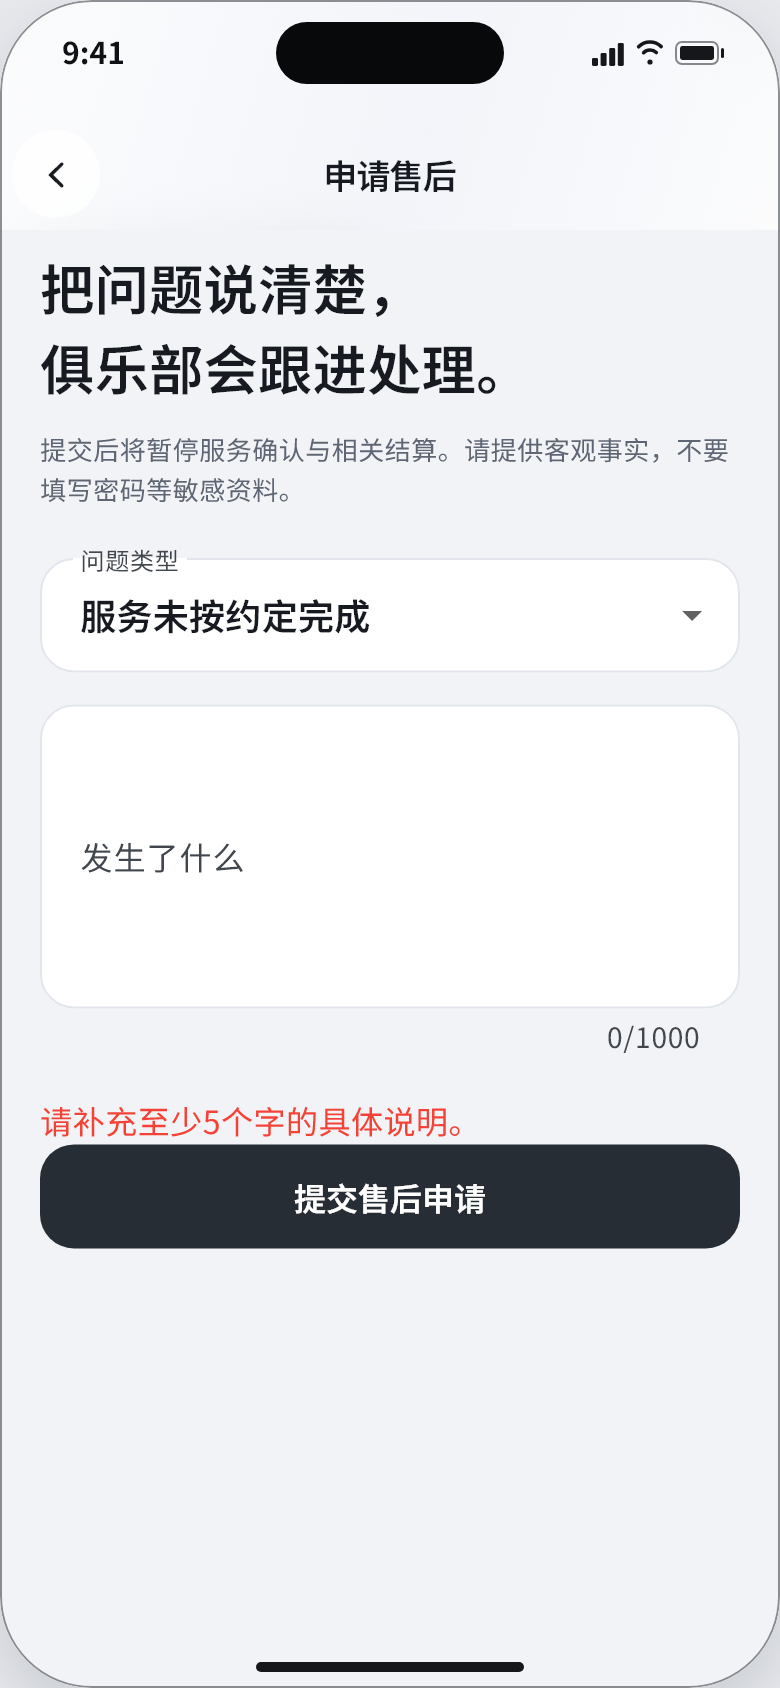 9:41
申请售后
把问题说清楚，
俱乐部会跟进处理。
提交后将暂停服务确认与相关结算。请提供客观事实，不要
填写密码等敏感资料。
问题类型
服务未按约定完成
发生了什么
0/1000
请补充至少5个字的具体说明。
提交售后申请